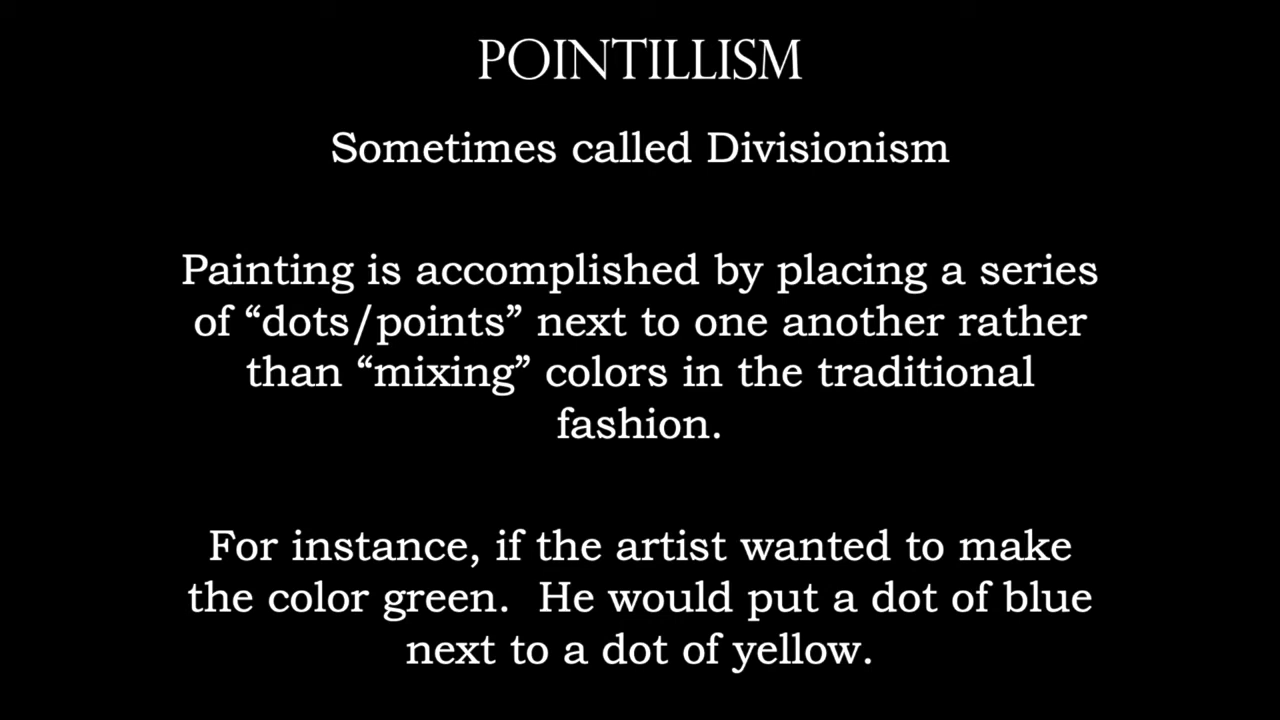 POINTILLISM
Sometimes called Divisionism
Painting is accomplished by placing a series
of “dots/points” next to one another rather
than “mixing” colors in the traditional
fashion.
For instance, if the artist wanted to make
the color green.  He would put a dot of blue
next to a dot of yellow.